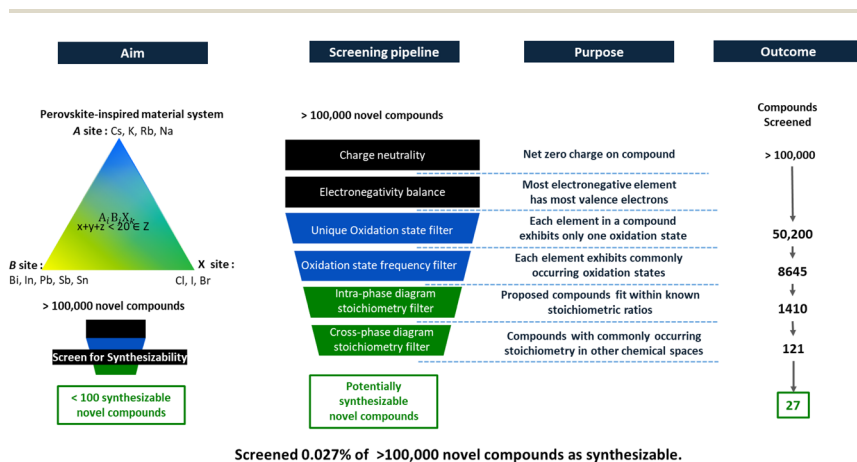 Aim
Screening pipeline
Purpose
Outcome
Perovskite-inspired material system
A site : Cs, K, Rb, Na
AᵢBᵢXₖ
x+y+z < 20 ∈ Z
B site :
Bi, In, Pb, Sb, Sn
X site :
Cl, I, Br
> 100,000 novel compounds
Screen for Synthesizability
< 100 synthesizable
novel compounds
> 100,000 novel compounds
Charge neutrality
Electronegativity balance
Unique Oxidation state filter
Oxidation state frequency filter
Intra-phase diagram
stoichiometry filter
Cross-phase diagram
stoichiometry filter
Potentially
synthesizable
novel compounds
Net zero charge on compound
Most electronegative element
has most valence electrons
Each element in a compound
exhibits only one oxidation state
Each element exhibits commonly
occurring oxidation states
Proposed compounds fit within known
stoichiometric ratios
Compounds with commonly occurring
stoichiometry in other chemical spaces
Compounds
Screened
> 100,000
50,200
8645
1410
121
27
Screened 0.027% of >100,000 novel compounds as synthesizable.